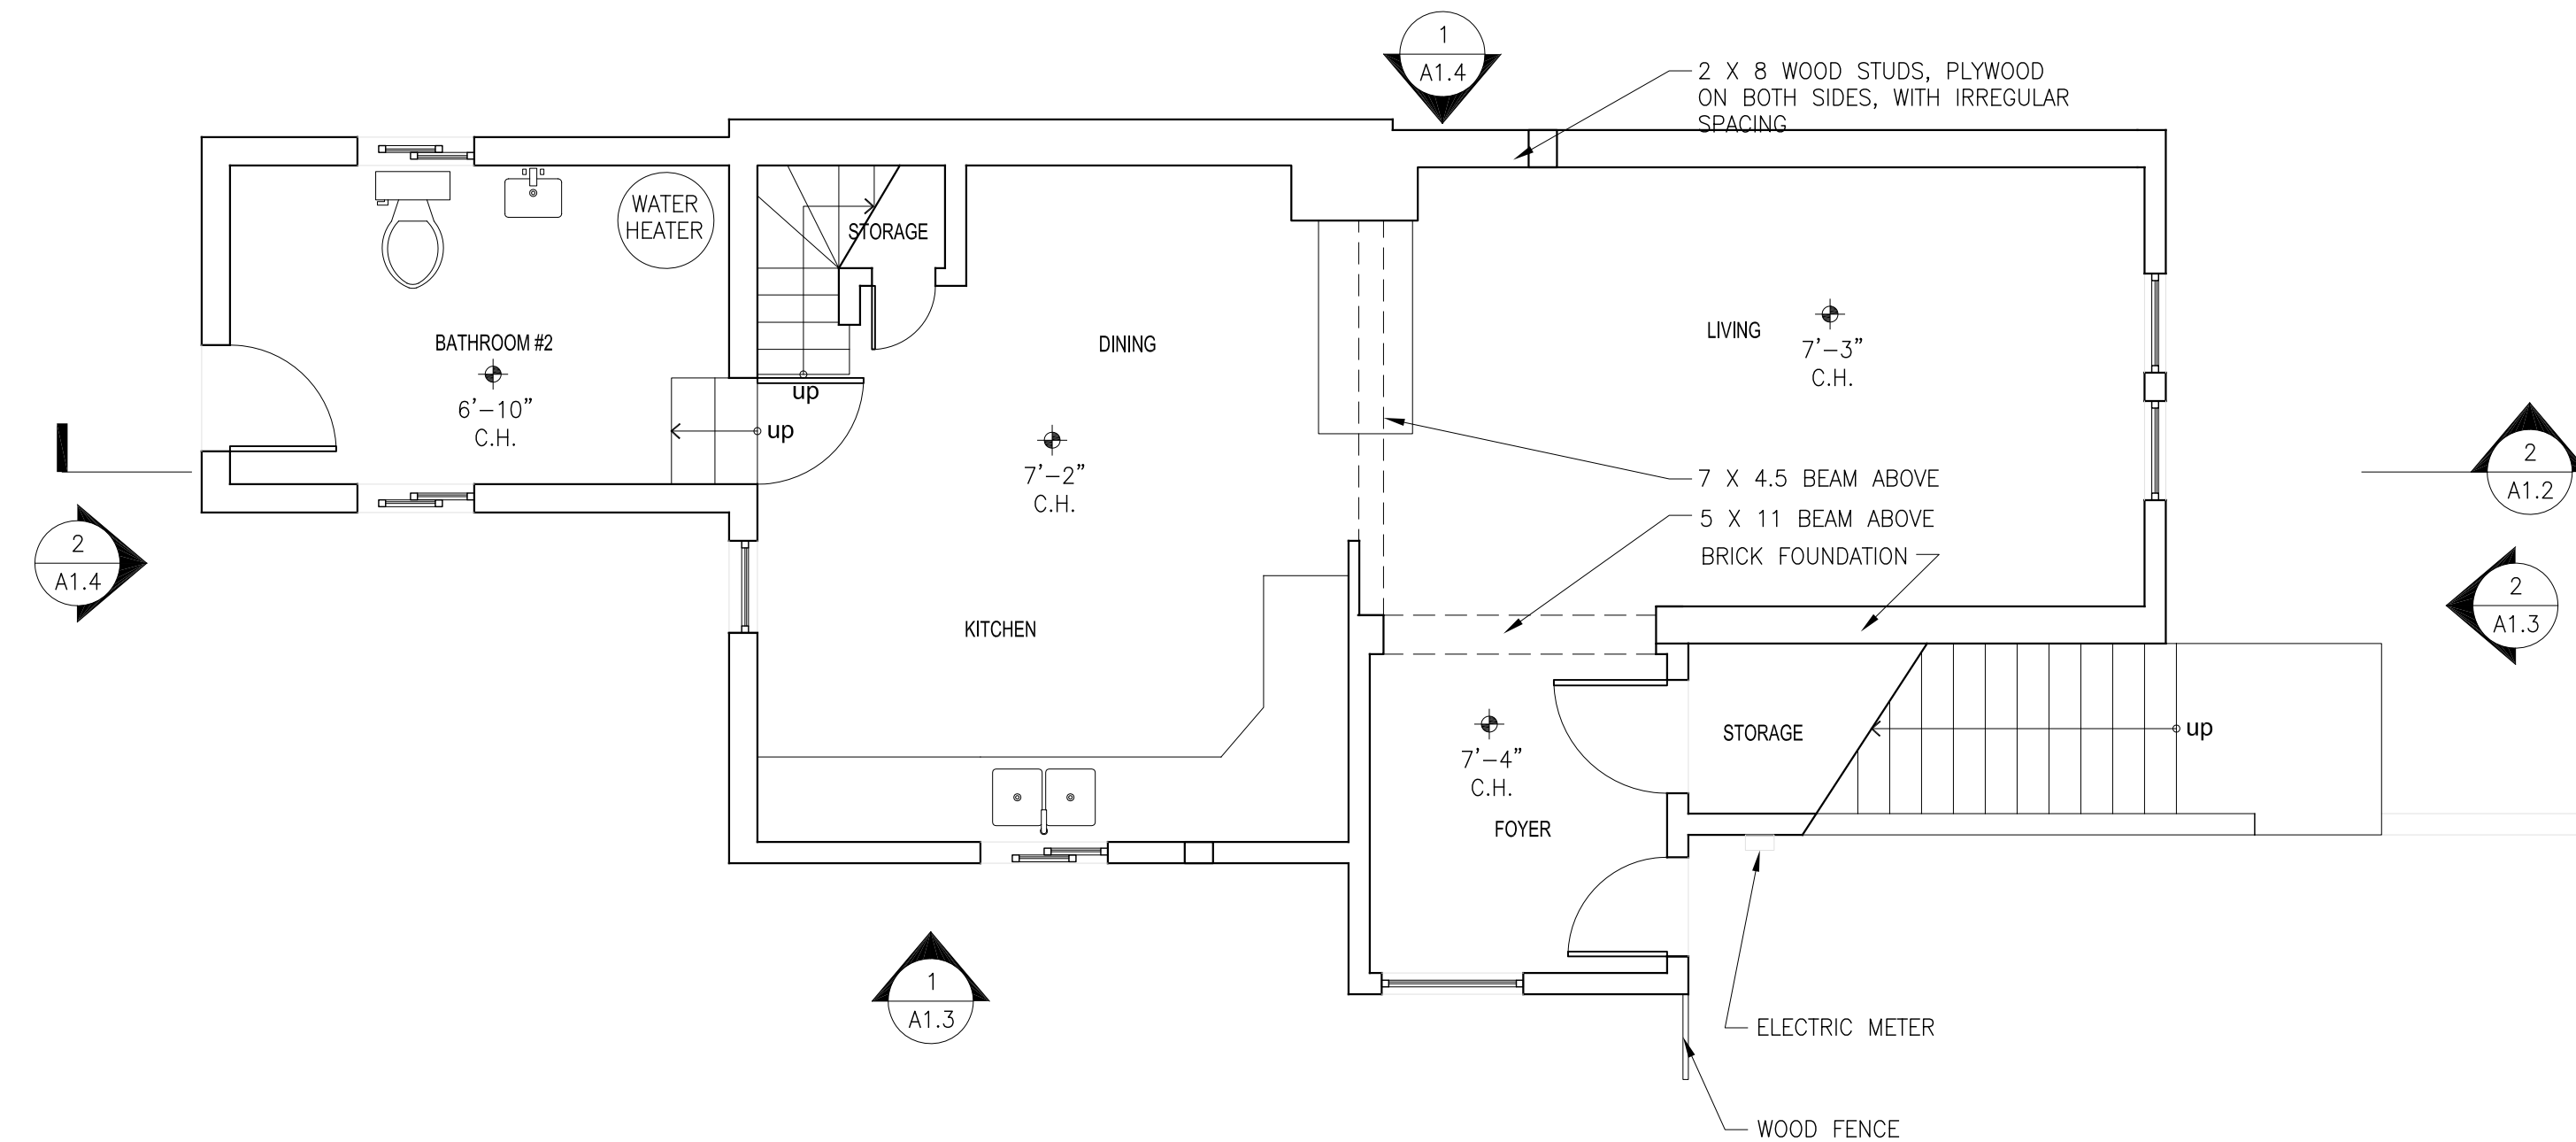 1
A1.4
2 X 8 WOOD STUDS, PLYWOOD
ON BOTH SIDES, WITH IRREGULAR
SPACING
WATER
HEATER
STORAGE
BATHROOM #2
6'-10"
C.H.
up
up
DINING
7'-2"
C.H.
LIVING
7'-3"
C.H.
7 X 4.5 BEAM ABOVE
5 X 11 BEAM ABOVE
BRICK FOUNDATION
2
A1.2
2
A1.4
2
A1.3
KITCHEN
7'-4"
C.H.
FOYER
STORAGE
up
1
A1.3
ELECTRIC METER
WOOD FENCE